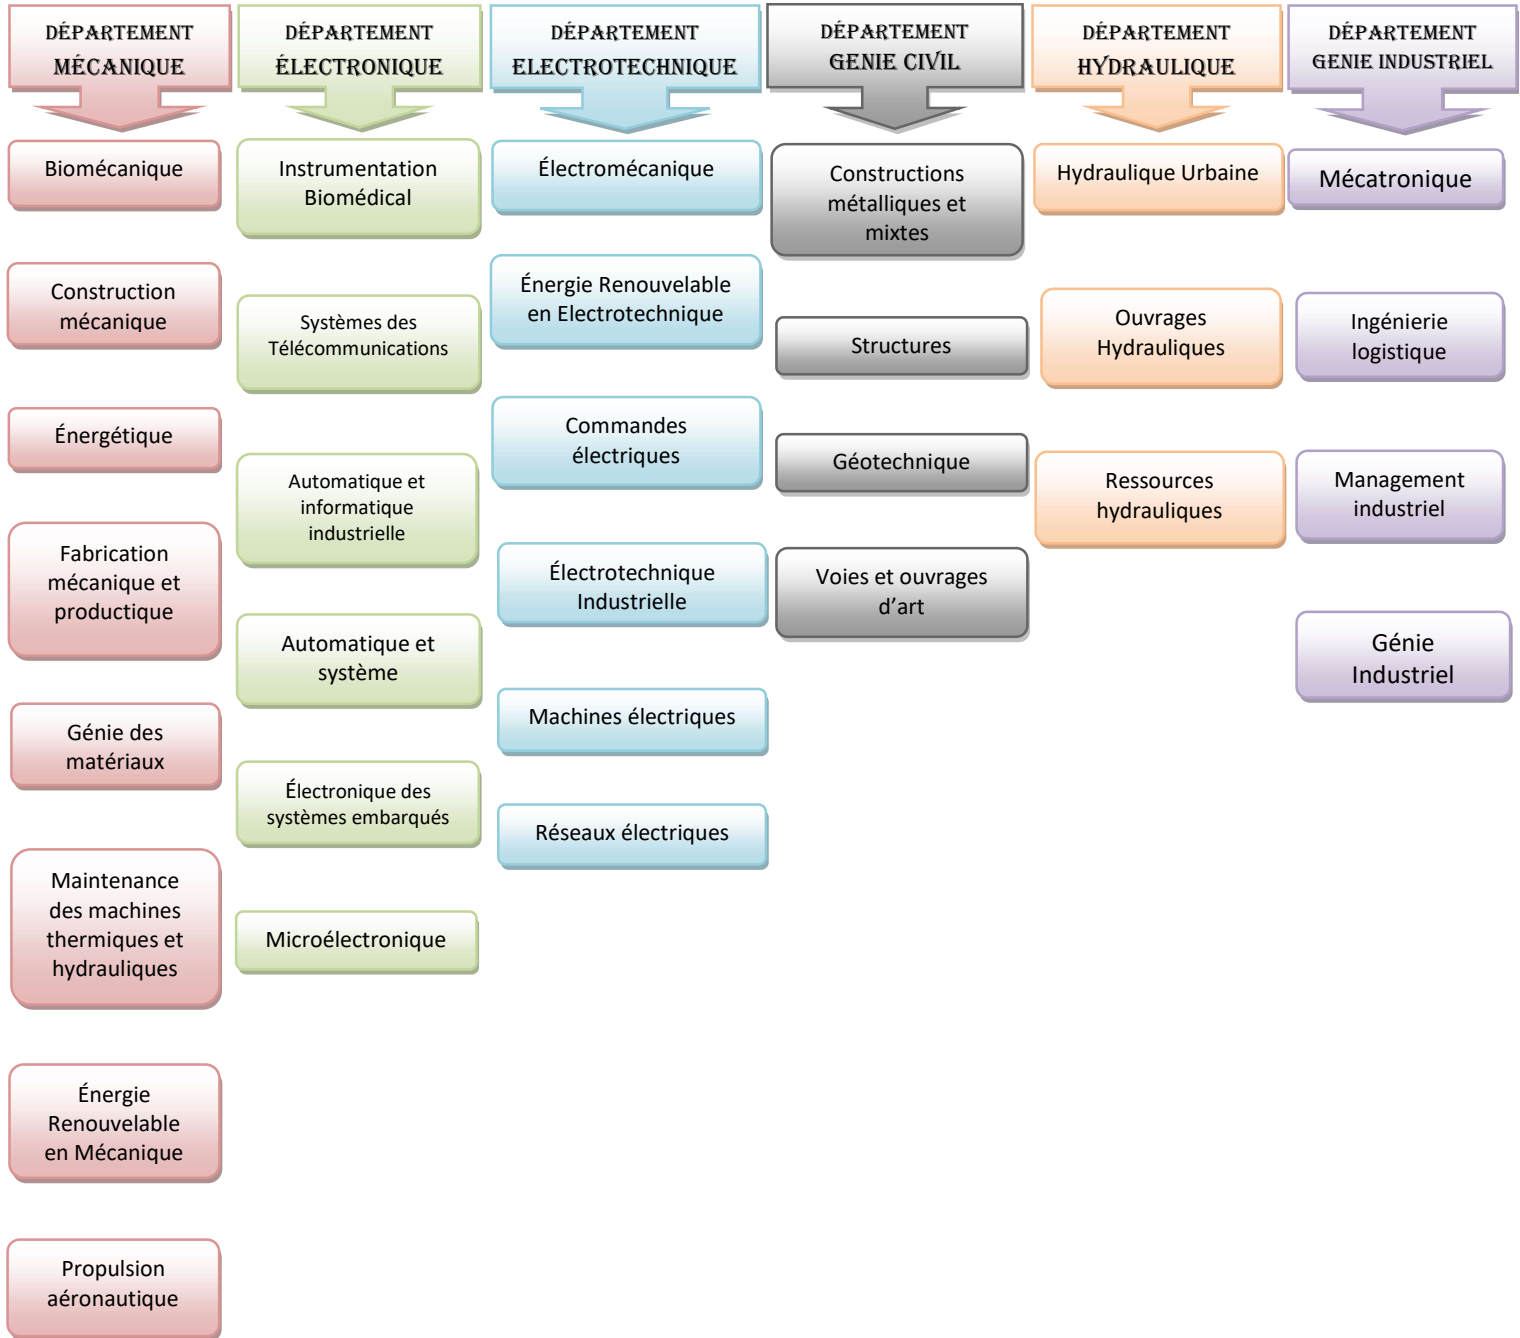 DÉPARTEMENT
MÉCANIQUE
Biomécanique
Construction
mécanique
Énergétique
Fabrication
mécanique et
productique
Génie des
matériaux
Maintenance
des machines
thermiques et
hydrauliques
Énergie
Renouvelable
en Mécanique
Propulsion
aéronautique
DÉPARTEMENT
ÉLECTRONIQUE
Instrumentation
Biomédical
Systèmes des
Télécommunications
Automatique et
informatique
industrielle
Automatique et
système
Électronique des
systèmes embarqués
Microélectronique
DÉPARTEMENT
ELECTROTECHNIQUE
Électromécanique
Énergie Renouvelable
en Electrotechnique
Commandes
électriques
Électrotechnique
Industrielle
Machines électriques
Réseaux électriques
DÉPARTEMENT
GENIE CIVIL
Constructions
métalliques et
mixtes
Structures
Géotechnique
Voies et ouvrages
d’art
DÉPARTEMENT
HYDRAULIQUE
Hydraulique Urbaine
Ouvrages
Hydrauliques
Ressources
hydrauliques
DÉPARTEMENT
GENIE INDUSTRIEL
Mécatronique
Ingénierie
logistique
Management
industriel
Génie
Industriel